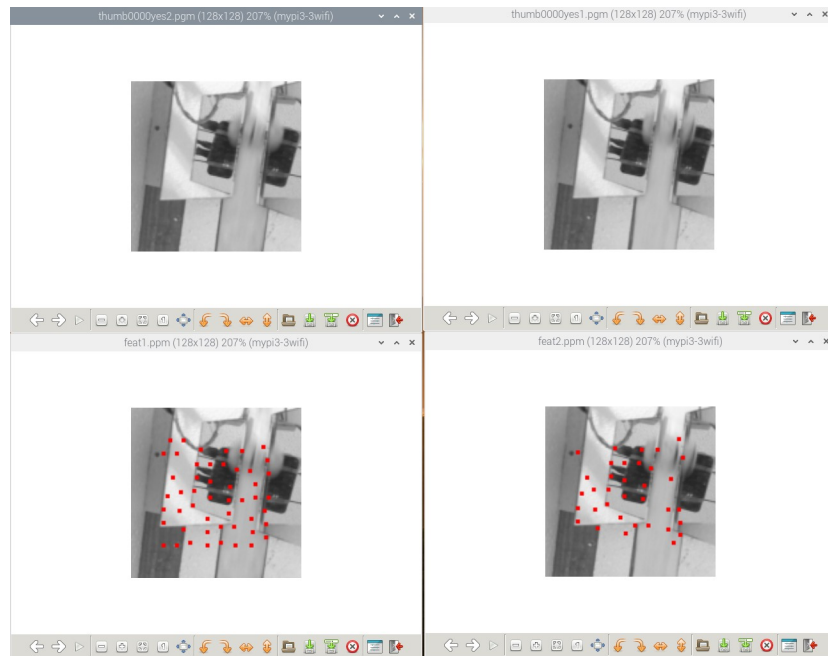 thumb0000yes2.pgm (128x128) 207% (mypi3-3wifi)
thumb0000yes1.pgm (128x128) 207% (mypi3-3wifi)
feat1.ppm (128x128) 207% (mypi3-3wifi)
feat2.ppm (128x128) 207% (mypi3-3wifi)